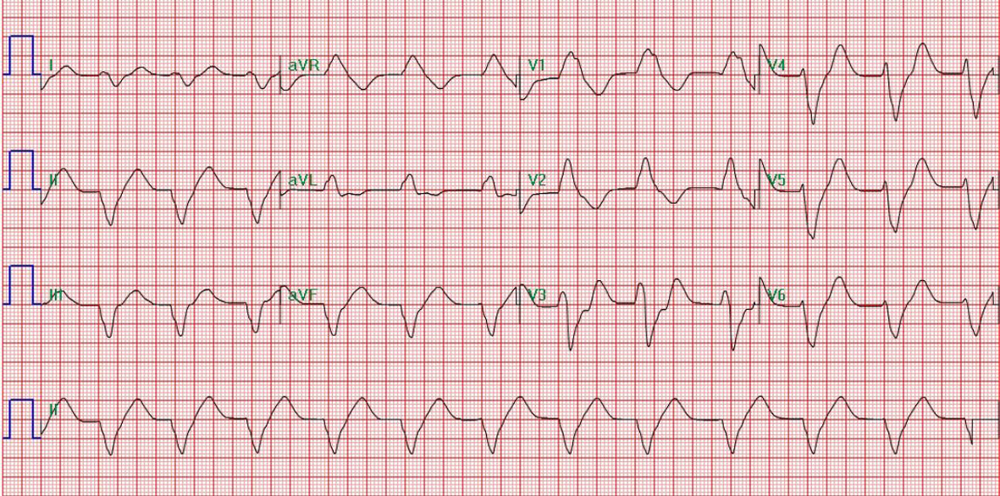 I aVR V1 V4
II aVL V2 V5
III aVF V3 V6
II